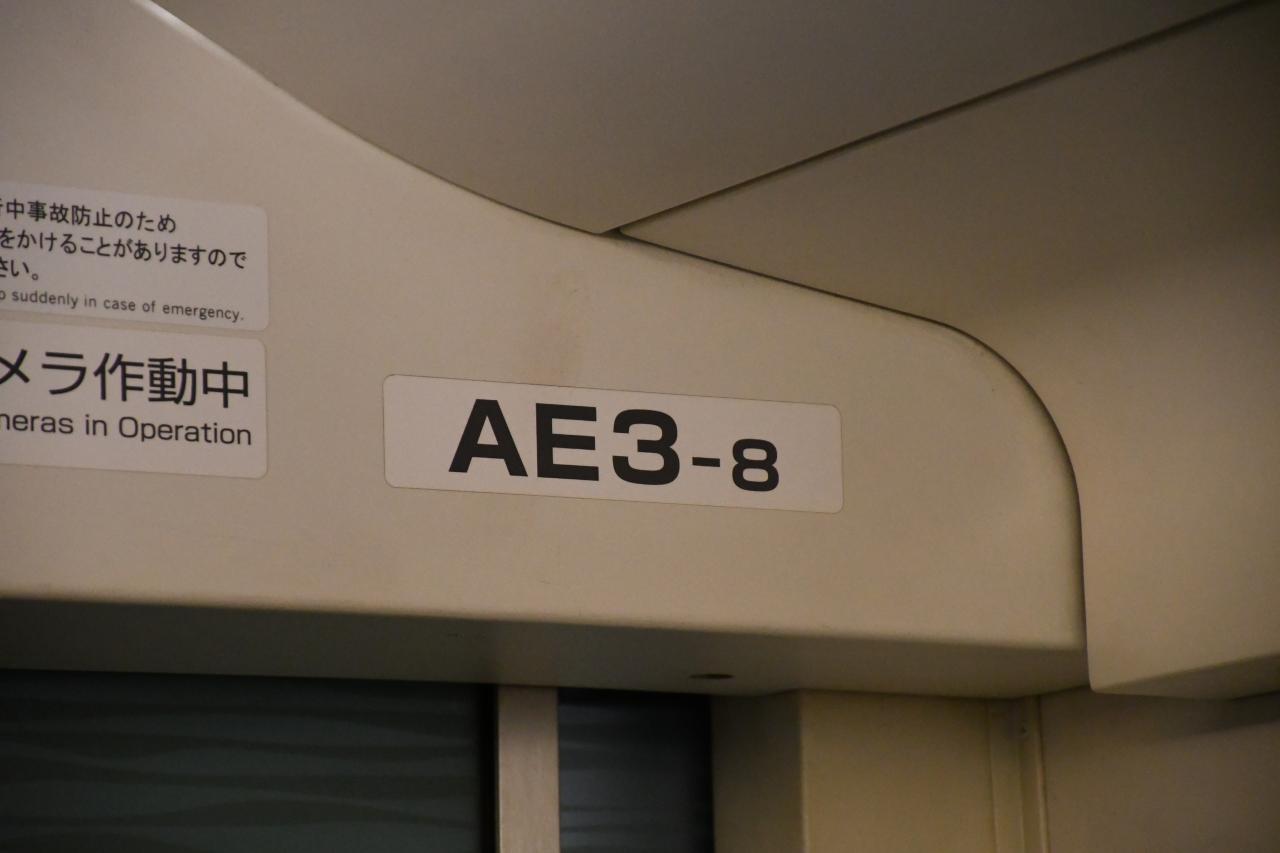 中事故防止のため
をかけることがありますので
さい。
suddenly in case of emergency.
メラ作動中
meras in Operation
AE3-8